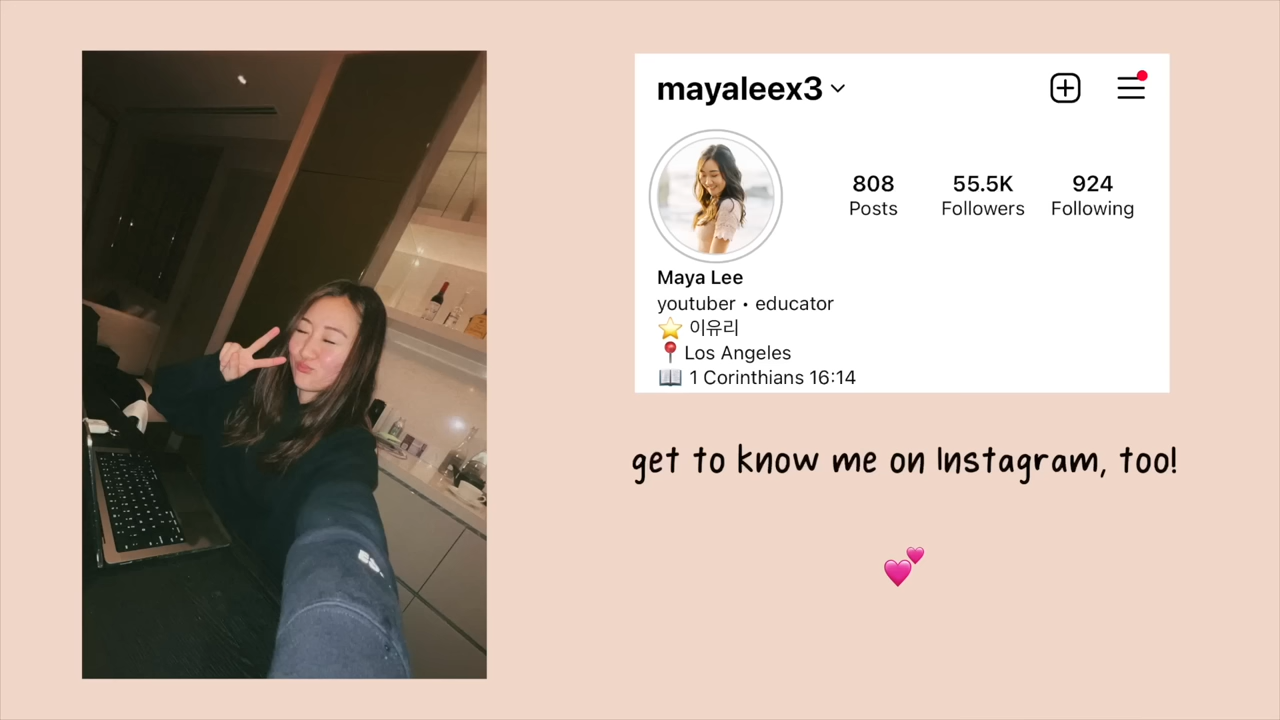 mayaleex3
808 55.5K 924
Posts Followers Following
Maya Lee
youtuber • educator
⭐ 이유리
📍 Los Angeles
📖 1 Corinthians 16:14
get to know me on Instagram, too!
💕